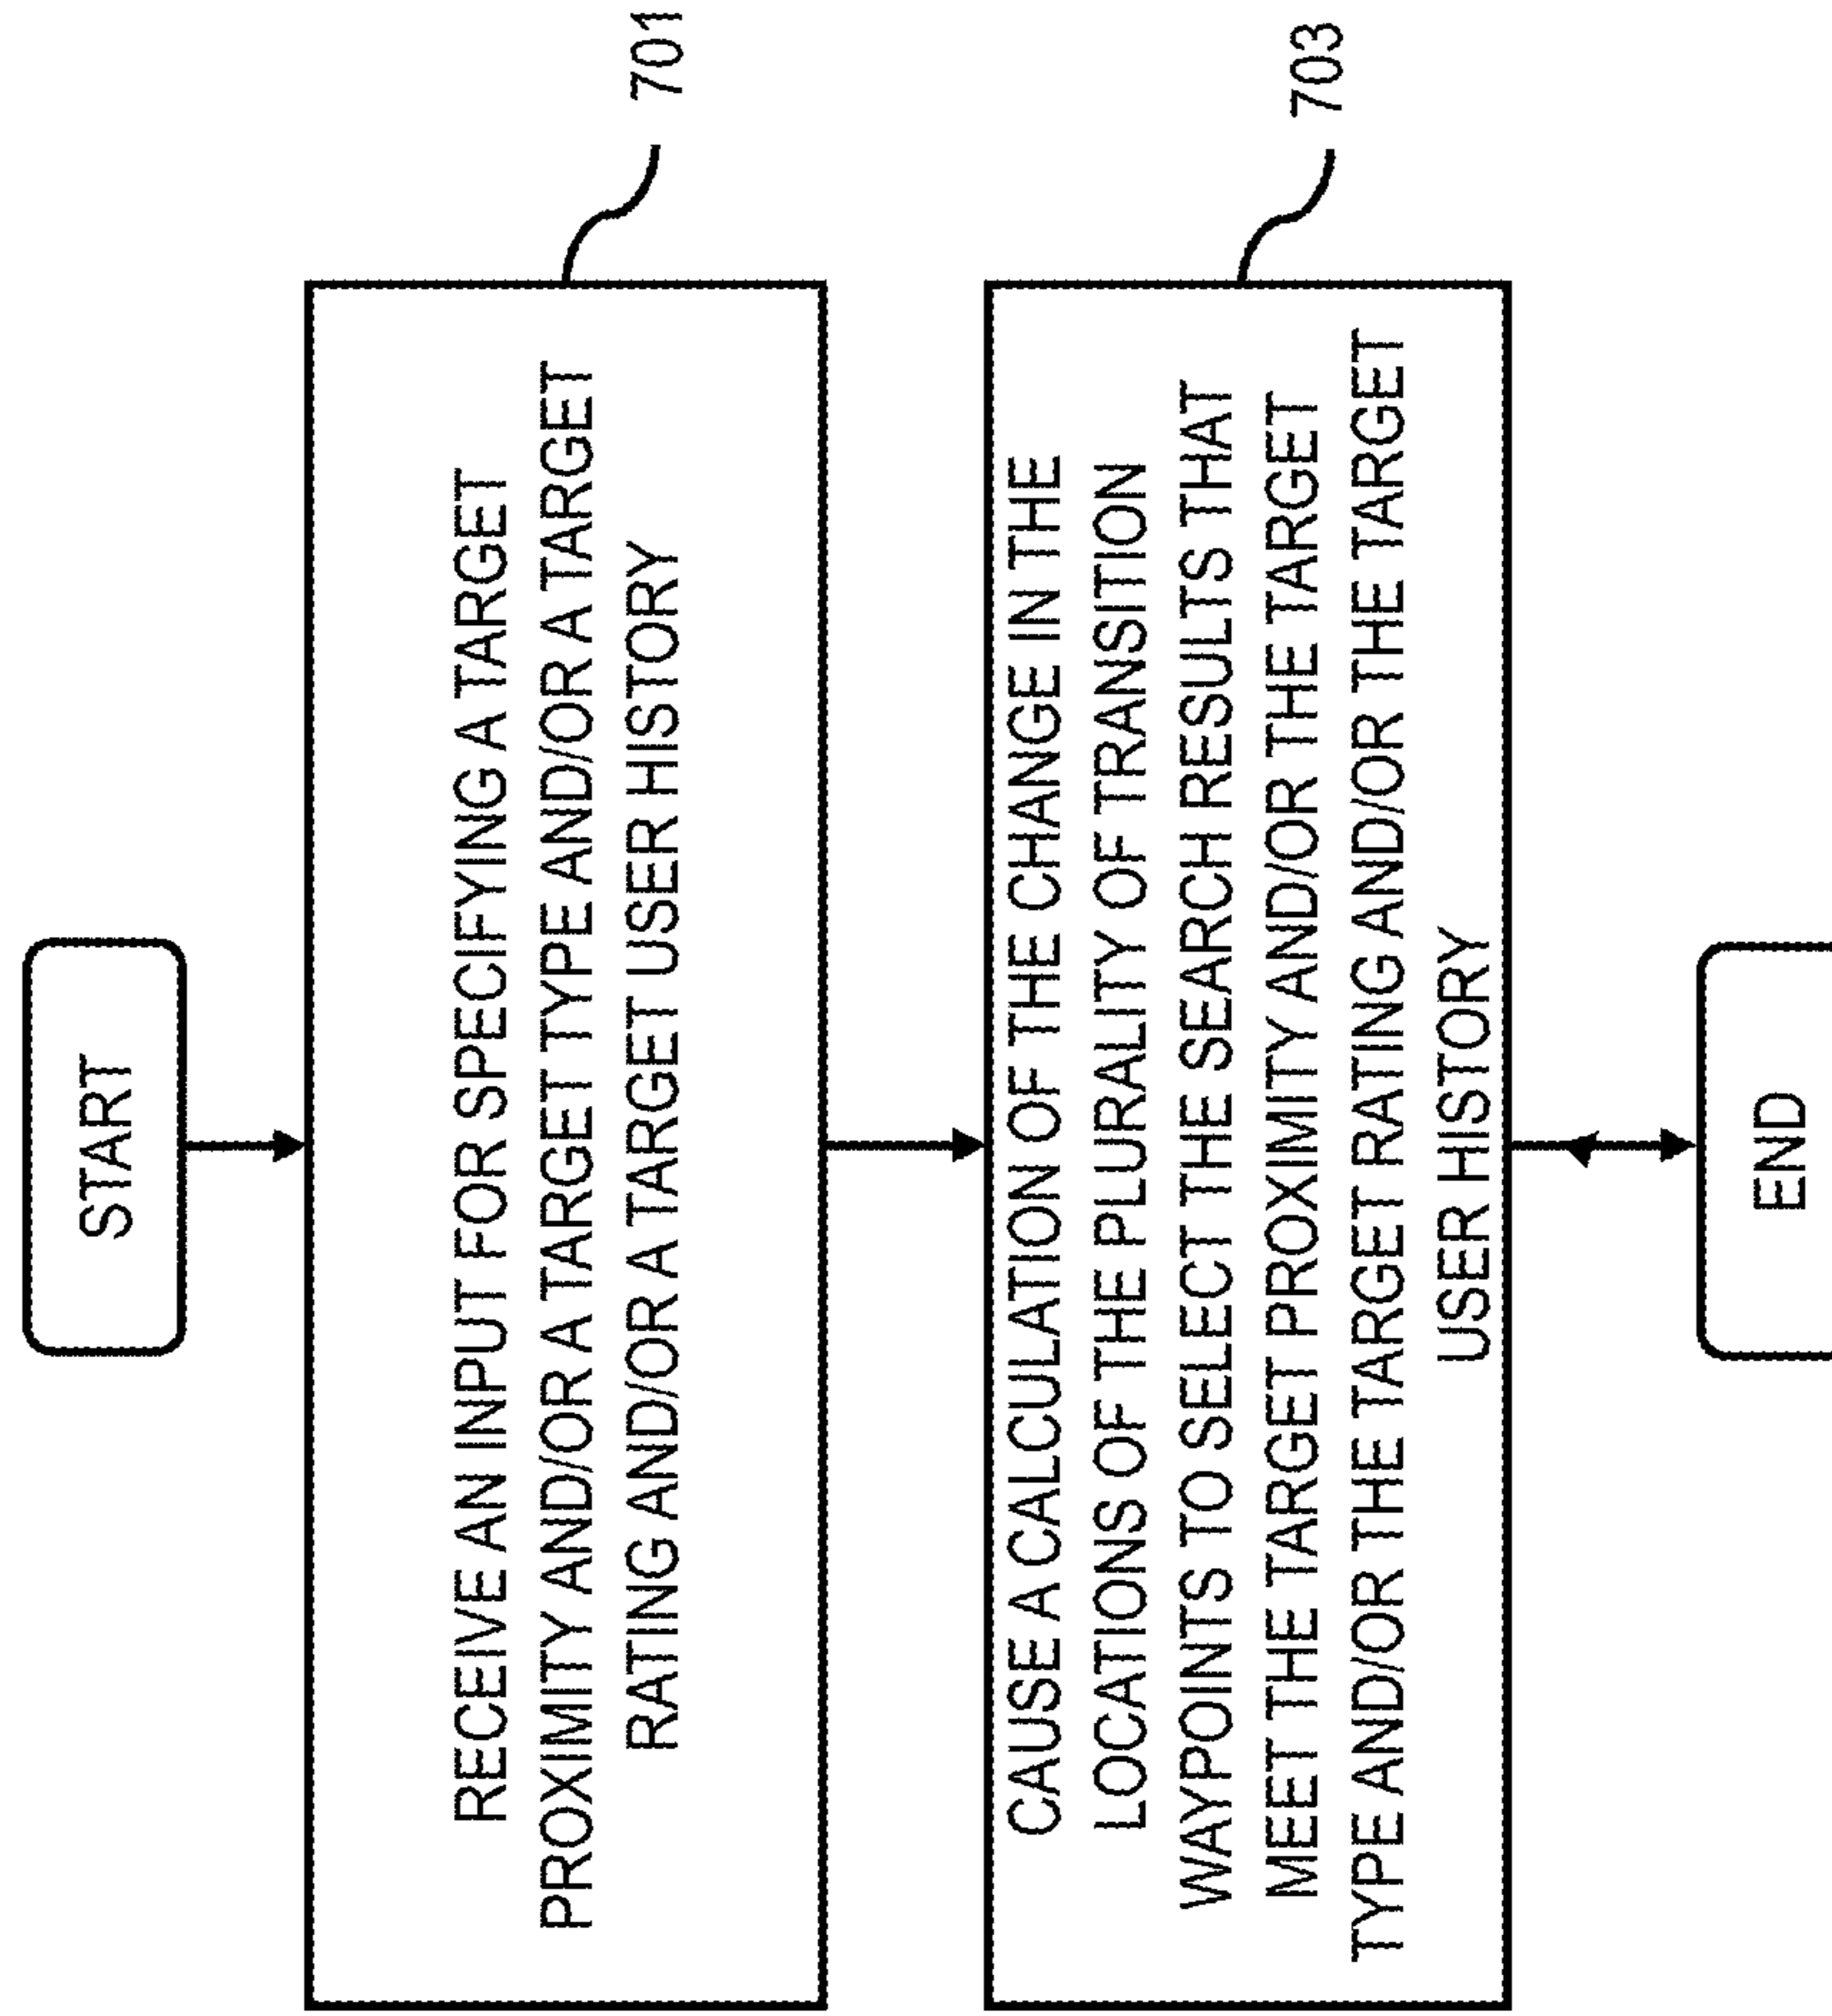 START
RECEIVE AN INPUT FOR SPECIFYING A TARGET
PROXIMITY AND/OR A TARGET TYPE AND/OR A TARGET
RATING AND/OR A TARGET USER HISTORY
701
CAUSE A CALCULATION OF THE CHANGE IN THE
LOCATIONS OF THE PLURALITY OF TRANSITION
WAYPOINTS TO SELECT THE SEARCH RESULTS THAT
MEET THE TARGET PROXIMITY AND/OR THE TARGET
TYPE AND/OR THE TARGET RATING AND/OR THE TARGET
USER HISTORY
703
END